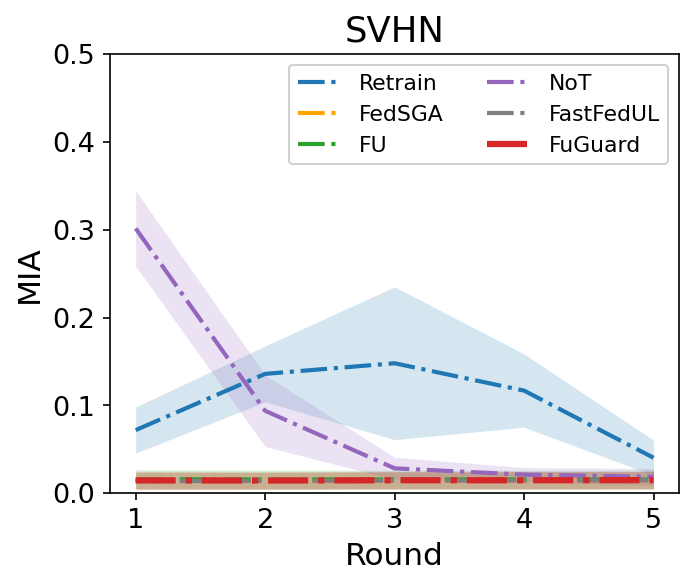 SVHN
0.5
0.4
0.3
0.2
0.1
0.0
MIA
Retrain
FedSGA
FU
NoT
FastFedUL
FuGuard
1 2 3 4 5
Round